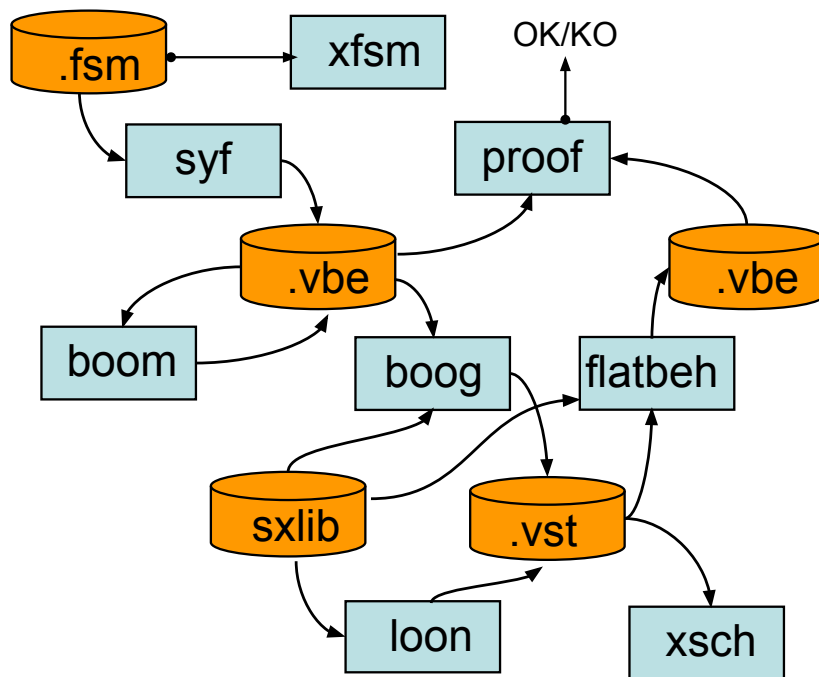 .fsm
xfsm
OK/KO
syf
proof
.vbe
.vbe
boom
boog
flatbeh
sxlib
.vst
loon
xsch